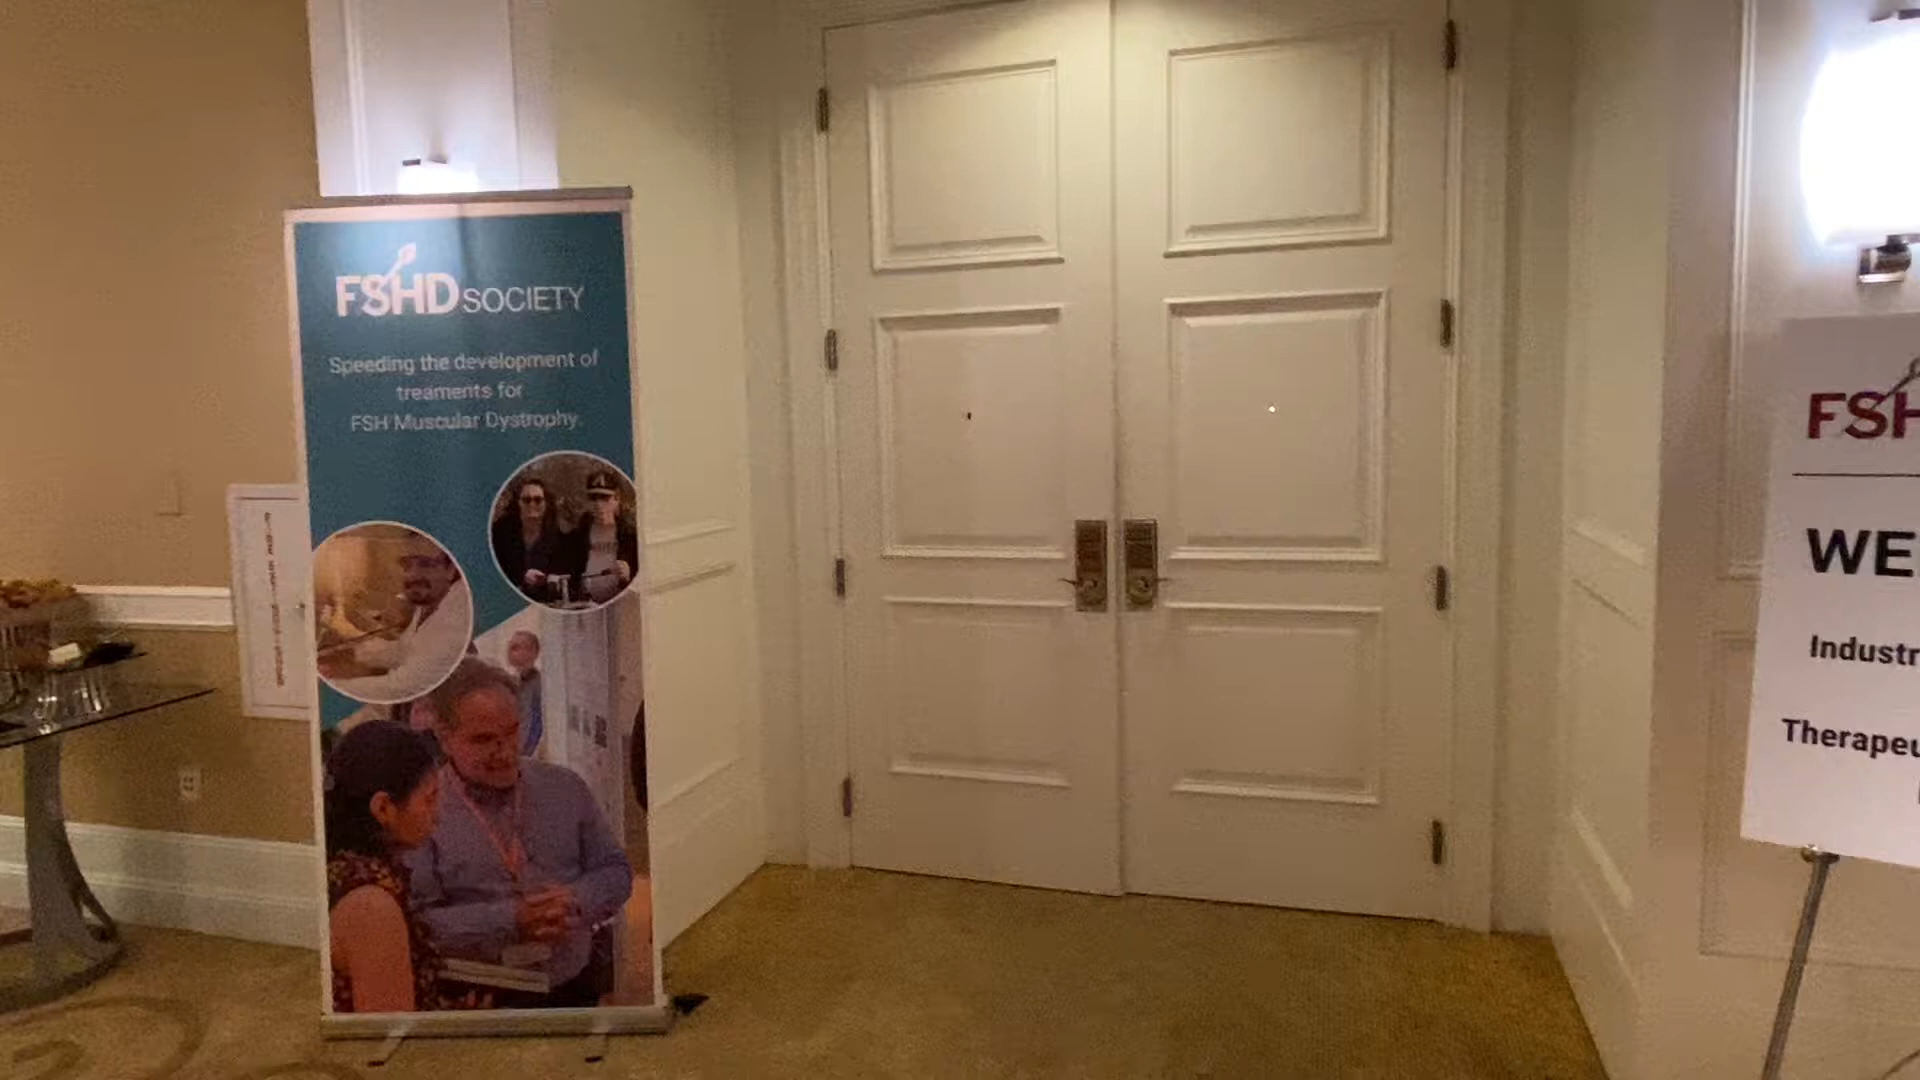 FSHD SOCIETY
Speeding the development of
treaments for
FSH Muscular Dystrophy.
FSH
WE
Industr
Therapeu